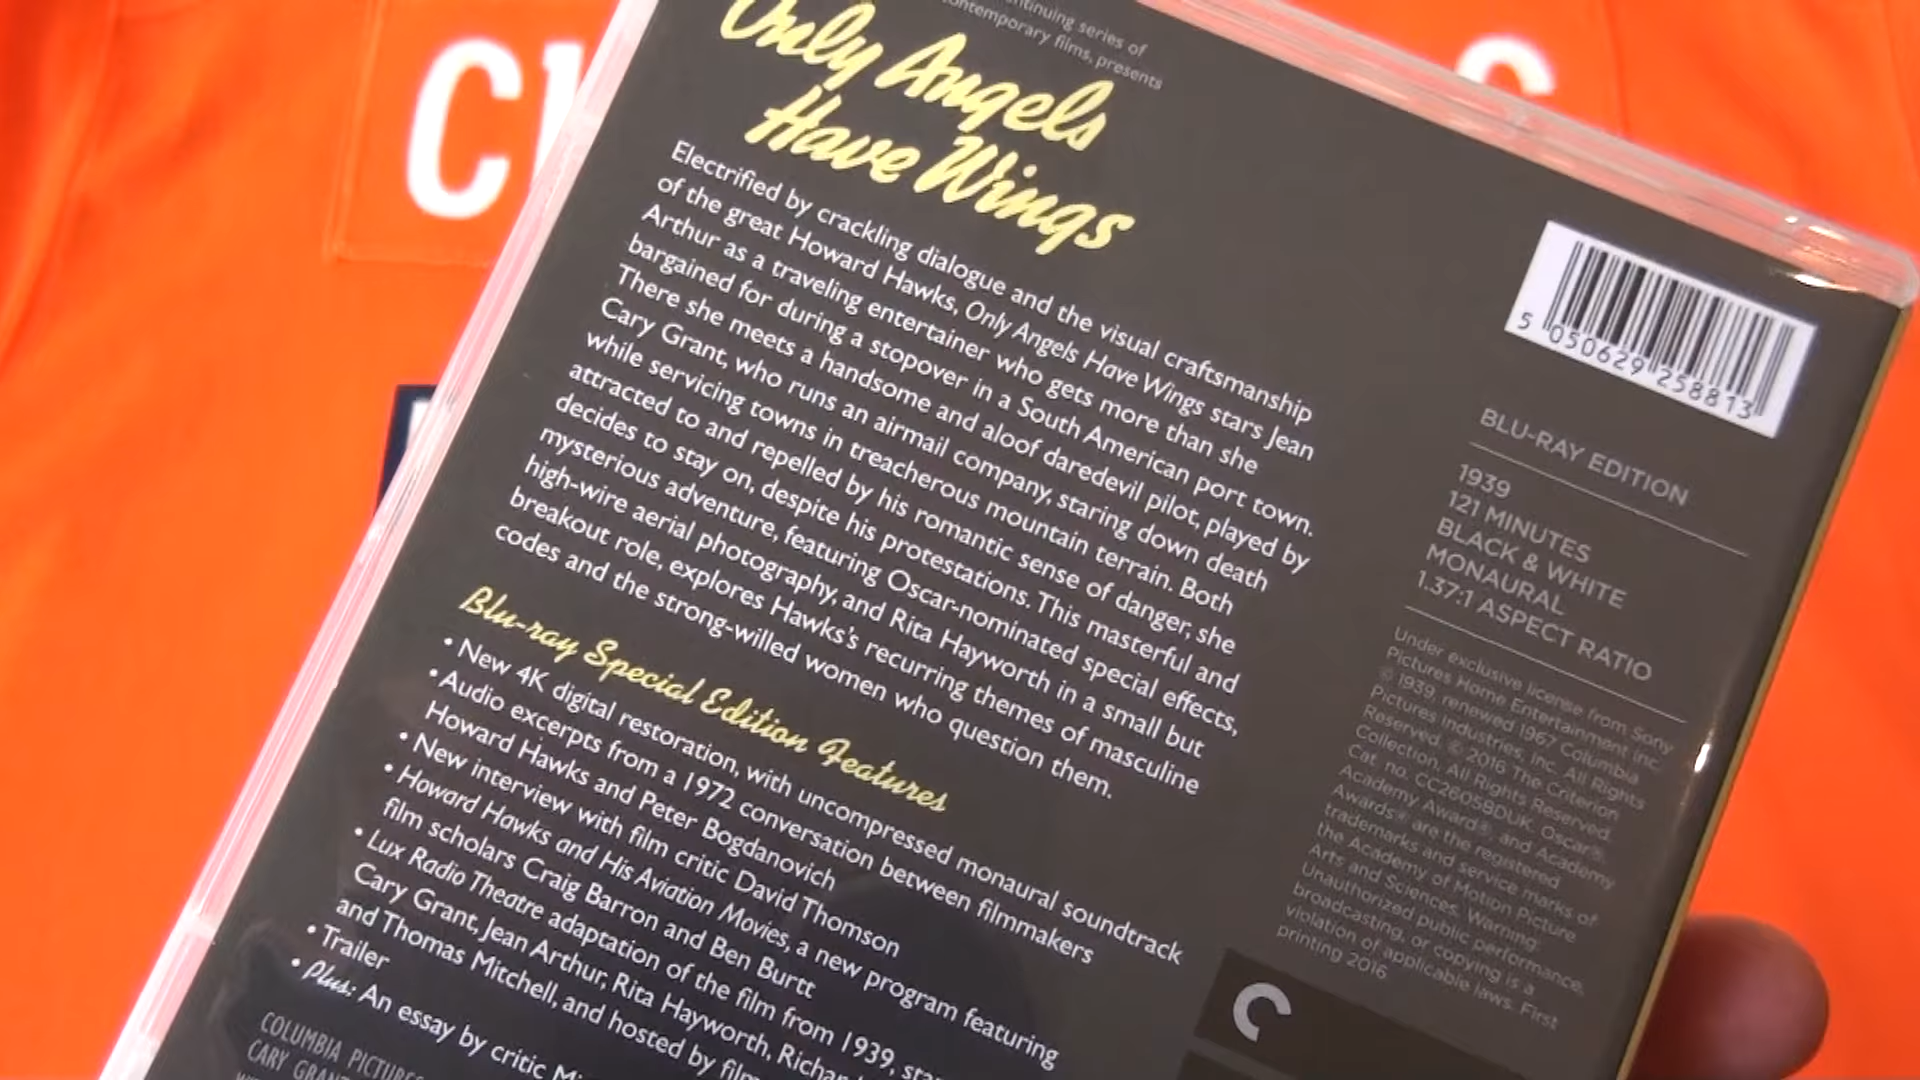 C
ntinuing series of
ontemporary films, presents
Only Angels
Have Wings
Electrified by crackling dialogue and the visual craftsmanship
of the great Howard Hawks, Only Angels Have Wings stars Jean
Arthur as a traveling entertainer who gets more than she
bargained for during a stopover in a South American port town.
There she meets a handsome and aloof daredevil pilot, played by
Cary Grant, who runs an airmail company, staring down death
while servicing towns in treacherous mountain terrain. Both
attracted to and repelled by his romantic sense of danger, she
decides to stay on, despite his protestations. This masterful and
mysterious adventure, featuring Oscar-nominated special effects,
high-wire aerial photography, and Rita Hayworth in a small but
breakout role, explores Hawks's recurring themes of masculine
codes and the strong-willed women who question them.
Blu-ray Special Edition Features
• New 4K digital restoration, with uncompressed monaural soundtrack
• Audio excerpts from a 1972 conversation between filmmakers
Howard Hawks and Peter Bogdanovich
• New interview with film critic David Thomson
• Howard Hawks and His Aviation Movies, a new program featuring
film scholars Craig Barron and Ben Burtt
• Lux Radio Theatre adaptation of the film from 1939, star
Cary Grant, Jean Arthur, Rita Hayworth, Richar
and Thomas Mitchell, and hosted by film
• Trailer
• Plus: An essay by critic Mi
COLUMBIA PICTURES
CARY GRANT
5 050629 258813
BLU-RAY EDITION
1939
121 MINUTES
BLACK & WHITE
MONAURAL
1.37:1 ASPECT RATIO
Under exclusive license from Sony
Pictures Home Entertainment Inc.
© 1939, renewed 1967 Columbia
Pictures Industries, Inc. All Rights
Reserved. © 2016 The Criterion
Collection. All Rights Reserved.
Cat. no. CC2605BDUK. Oscar®,
Academy Award®, and Academy
Awards® are the registered
trademarks and service marks of
the Academy of Motion Picture
Arts and Sciences. Warning:
Unauthorized public performance,
broadcasting, or copying is a
violation of applicable laws. First
printing 2016